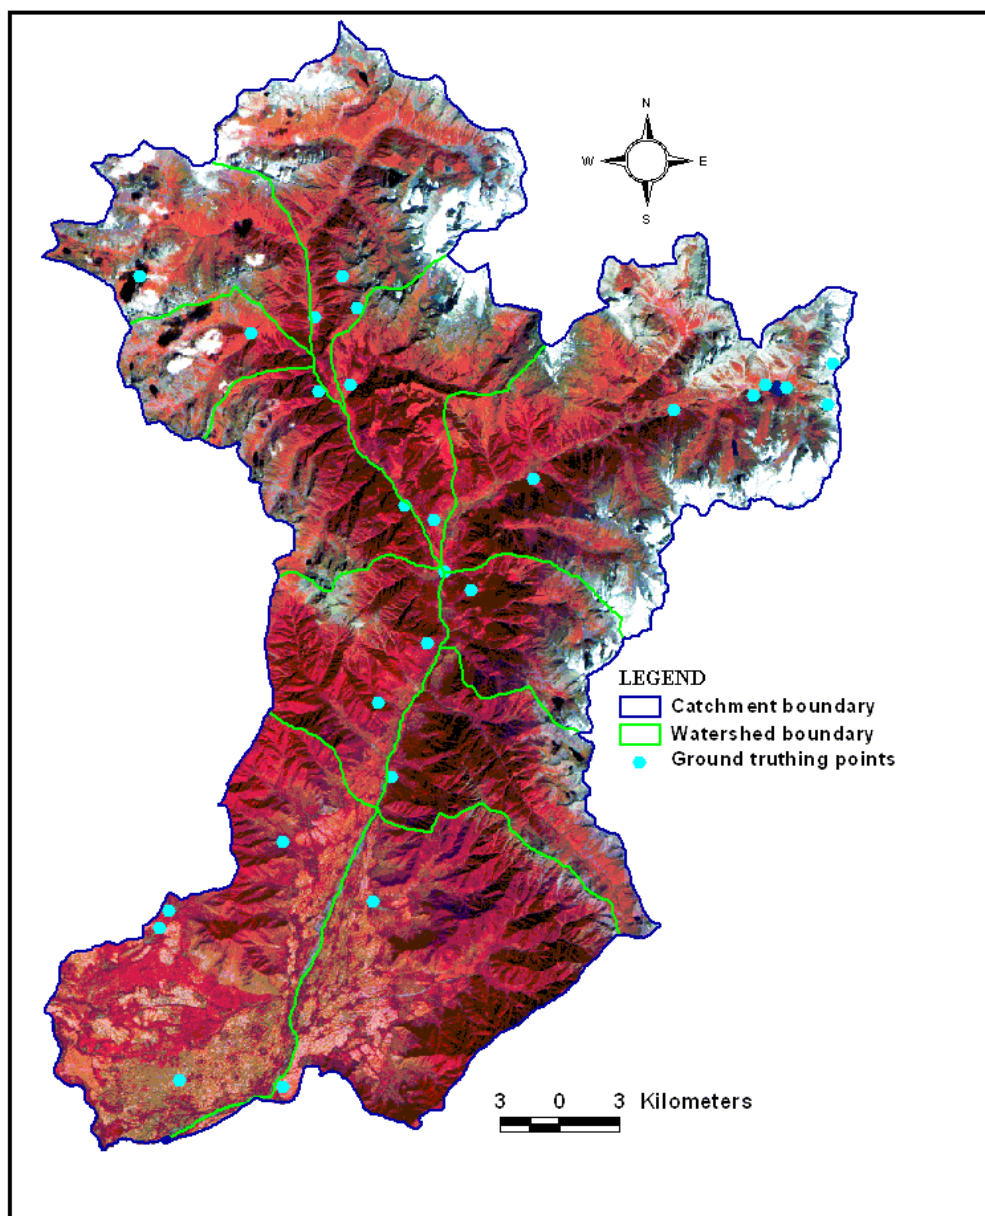 N
W E
S
LEGEND
Catchment boundary
Watershed boundary
Ground truthing points
3 0 3 Kilometers